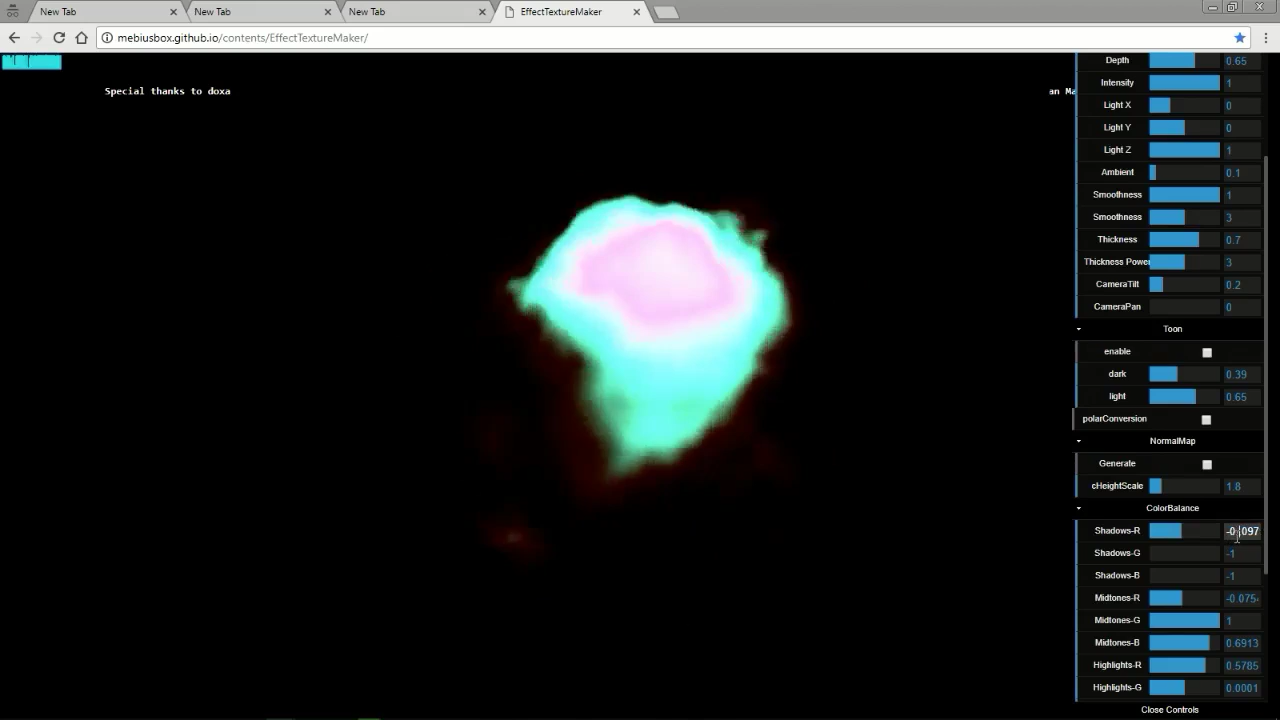 New Tab
New Tab
New Tab
EffectTextureMaker
mebiusbox.github.io/contents/EffectTextureMaker/
Special thanks to doxa
an Ma
Depth 0.65
Intensity 1
Light X 0
Light Y 0
Light Z 1
Ambient 0.1
Smoothness 1
Smoothness 3
Thickness 0.7
Thickness Power 3
CameraTilt 0.2
CameraPan 0
Toon
enable
dark 0.39
light 0.65
polarConversion
NormalMap
Generate
cHeightScale 1.8
ColorBalance
Shadows-R -0.097
Shadows-G -1
Shadows-B -1
Midtones-R -0.075
Midtones-G 1
Midtones-B 0.6913
Highlights-R 0.5785
Highlights-G 0.0001
Close Controls